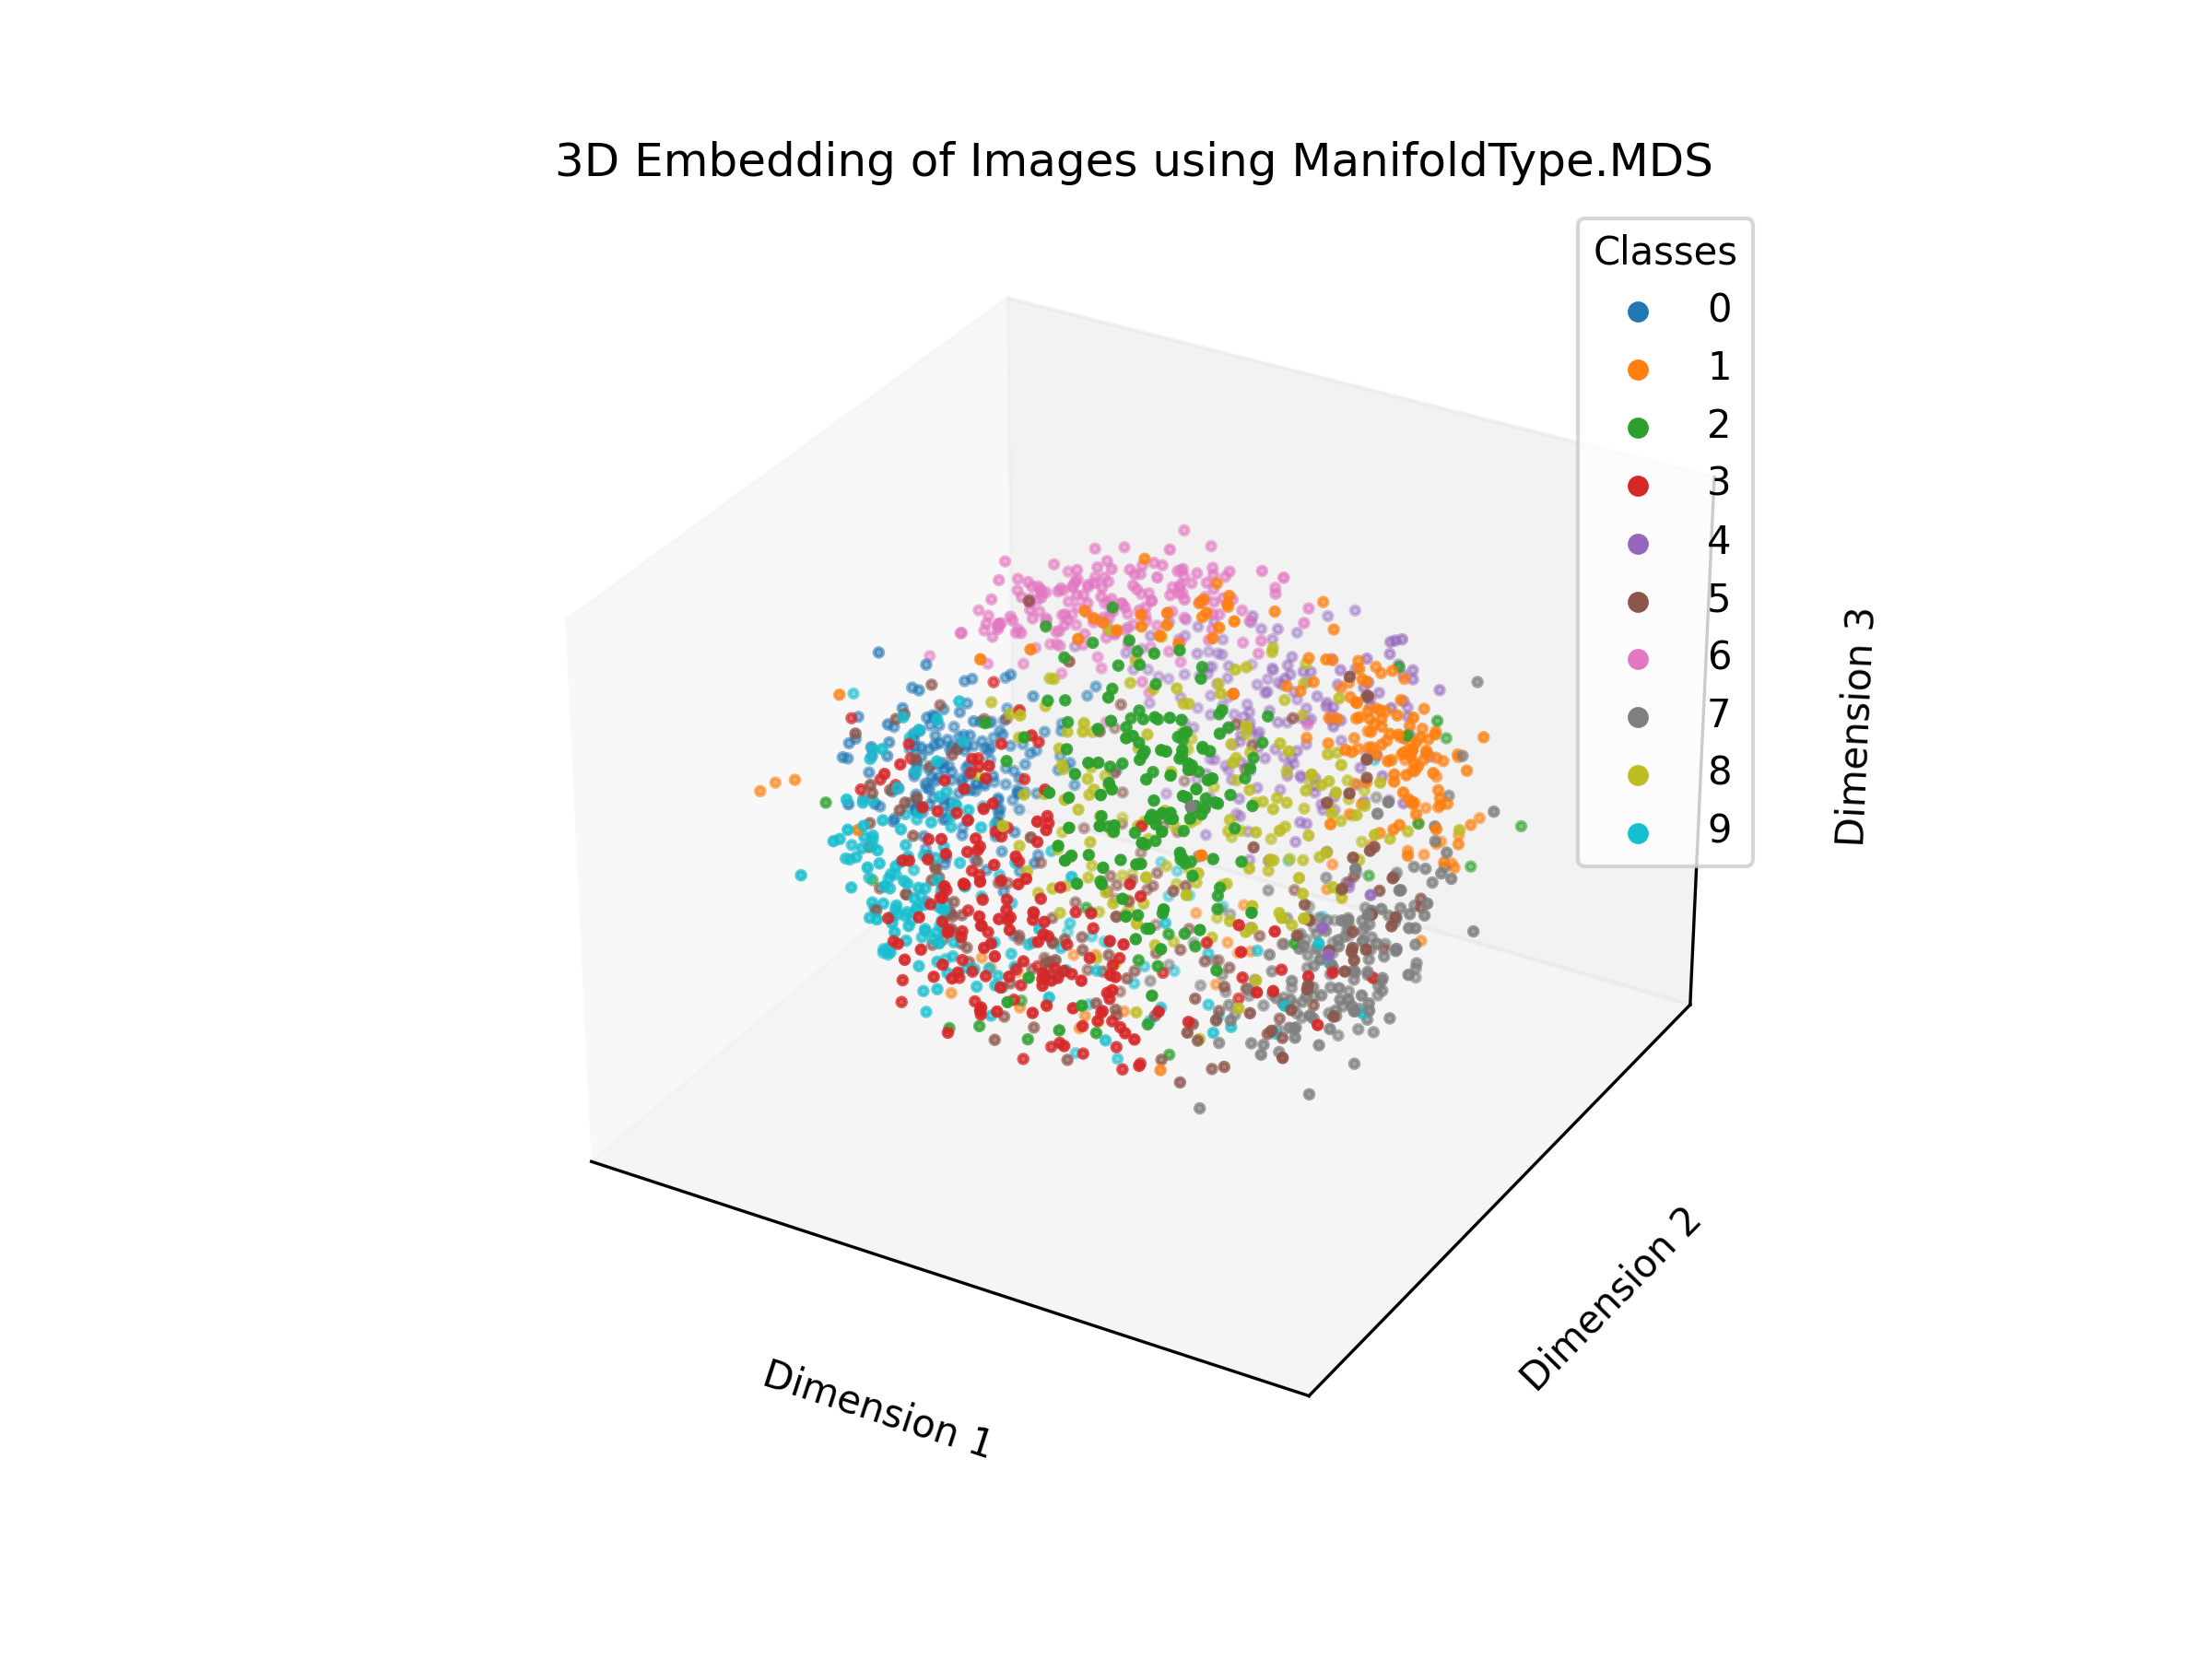 3D Embedding of Images using ManifoldType.MDS
Classes
0
1
2
3
4
5
6
7
8
9
Dimension 3
Dimension 2
Dimension 1